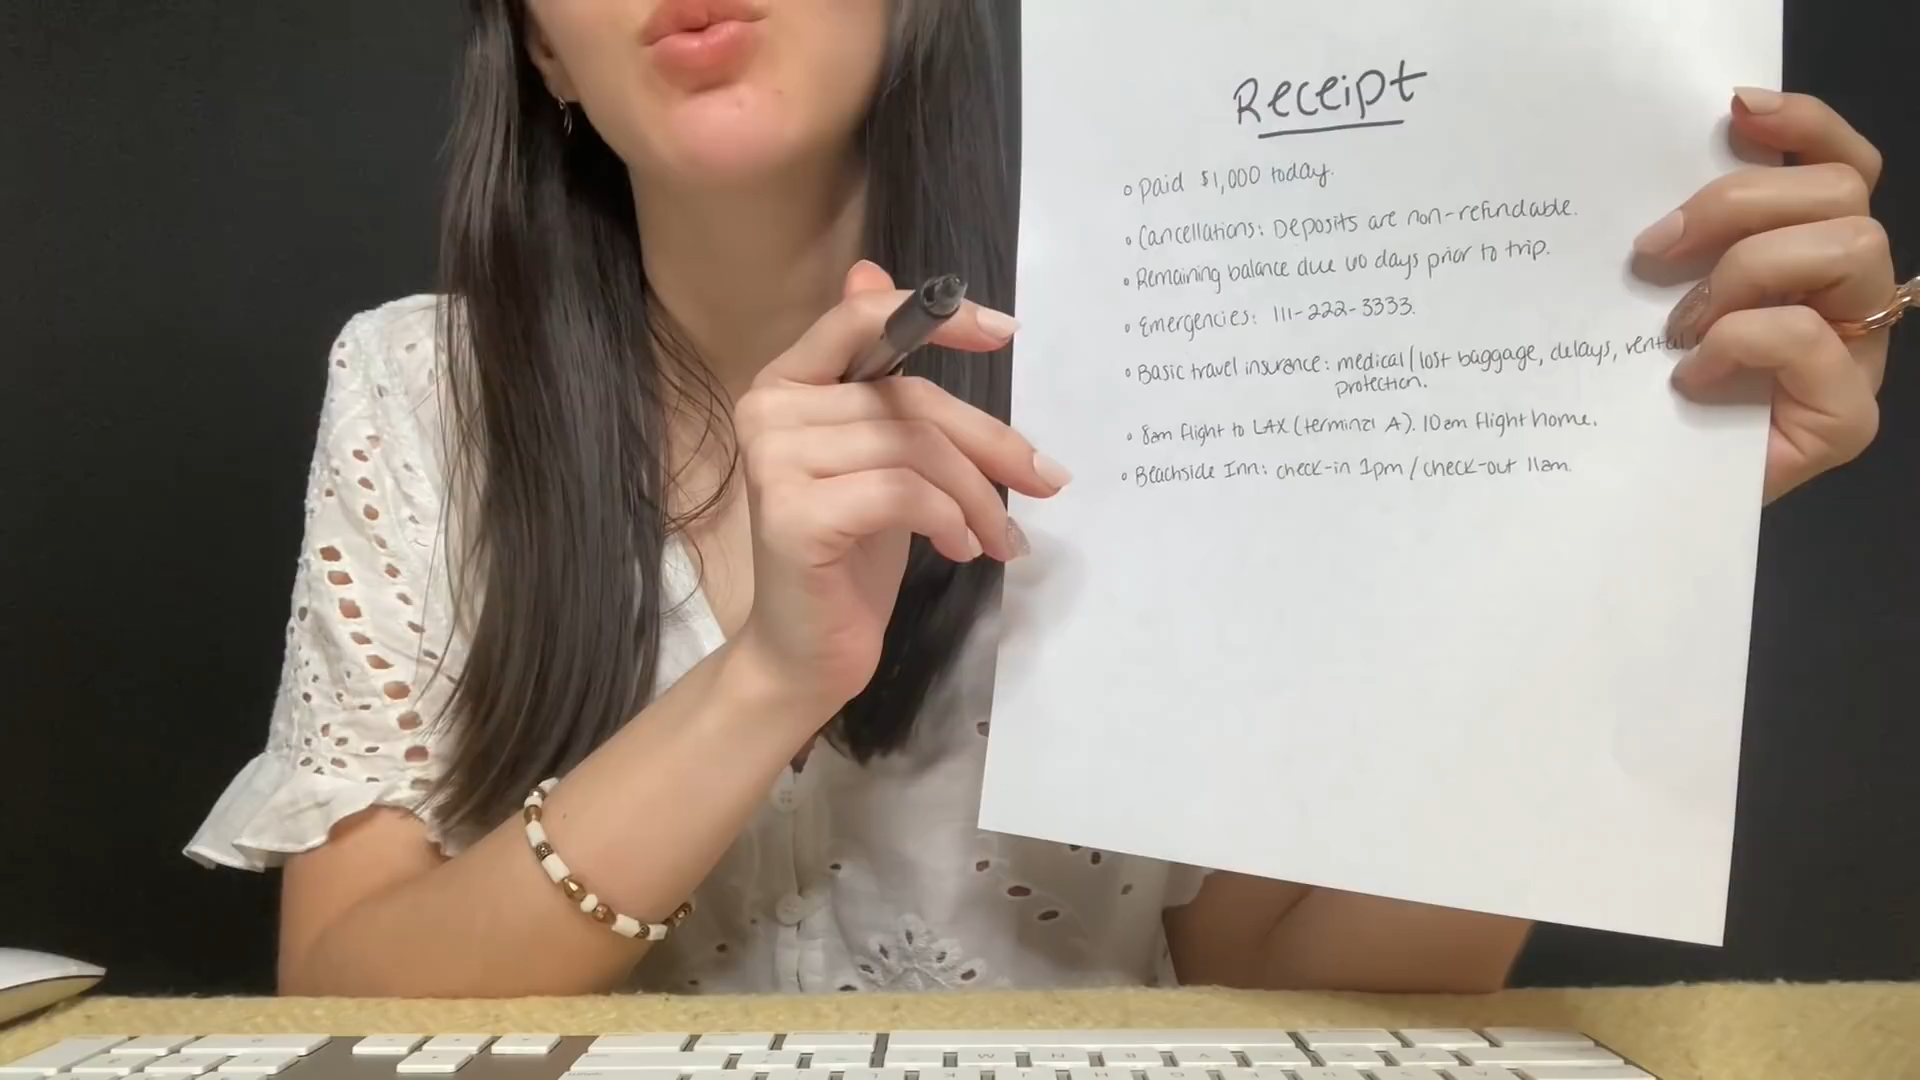 Receipt
paid $1,000 today.
Cancellations: Deposits are non-refundable.
Remaining balance due 60 days prior to trip.
Emergencies: 111-222-3333.
Basic travel insurance: medical/lost baggage, delays, rental
protection.
8am flight to LAX (terminal A). 10am flight home.
Beachside Inn: check-in 1pm / check-out 11am.